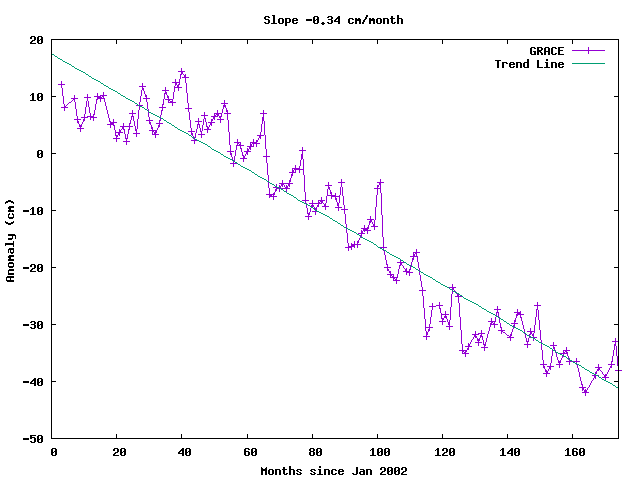 Slope -0.34 cm/month
GRACE
Trend Line
20
10
0
-10
-20
-30
-40
-50
Anomaly (cm)
0 20 40 60 80 100 120 140 160
Months since Jan 2002